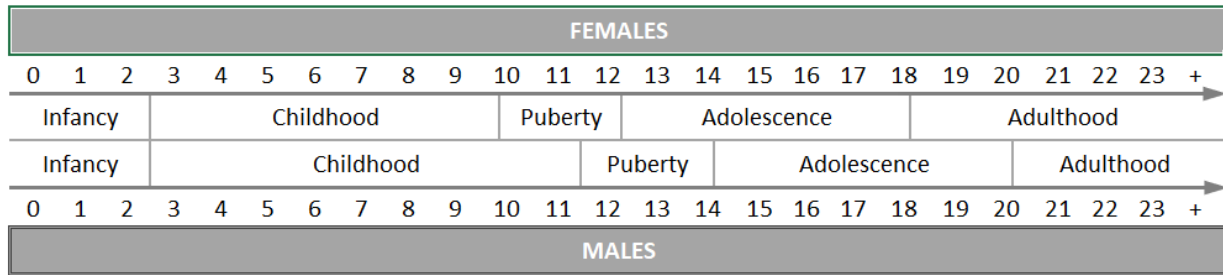 FEMALES
0 1 2 3 4 5 6 7 8 9 10 11 12 13 14 15 16 17 18 19 20 21 22 23 +
Infancy Childhood Puberty Adolescence Adulthood
Infancy Childhood Puberty Adolescence Adulthood
0 1 2 3 4 5 6 7 8 9 10 11 12 13 14 15 16 17 18 19 20 21 22 23 +
MALES